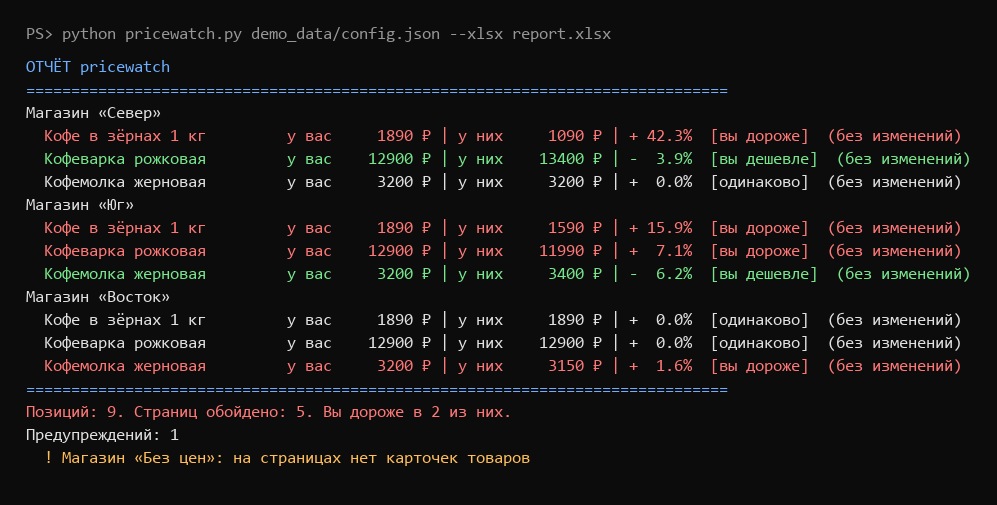 PS> python pricewatch.py demo_data/config.json --xlsx report.xlsx
ОТЧЁТ pricewatch
==============================================================================
Магазин «Север»
  Кофе в зёрнах 1 кг         у вас     1890 ₽ | у них     1090 ₽ | + 42.3%  [вы дороже]  (без изменений)
  Кофеварка рожковая         у вас    12900 ₽ | у них    13400 ₽ | -  3.9%  [вы дешевле]  (без изменений)
  Кофемолка жерновая         у вас     3200 ₽ | у них     3200 ₽ | +  0.0%  [одинаково]  (без изменений)
Магазин «Юг»
  Кофе в зёрнах 1 кг         у вас     1890 ₽ | у них     1590 ₽ | + 15.9%  [вы дороже]  (без изменений)
  Кофеварка рожковая         у вас    12900 ₽ | у них    11990 ₽ | +  7.1%  [вы дороже]  (без изменений)
  Кофемолка жерновая         у вас     3200 ₽ | у них     3400 ₽ | -  6.2%  [вы дешевле]  (без изменений)
Магазин «Восток»
  Кофе в зёрнах 1 кг         у вас     1890 ₽ | у них     1890 ₽ | +  0.0%  [одинаково]  (без изменений)
  Кофеварка рожковая         у вас    12900 ₽ | у них    12900 ₽ | +  0.0%  [одинаково]  (без изменений)
  Кофемолка жерновая         у вас     3200 ₽ | у них     3150 ₽ | +  1.6%  [вы дороже]  (без изменений)
==============================================================================
Позиций: 9. Страниц обойдено: 5. Вы дороже в 2 из них.
Предупреждений: 1
  ! Магазин «Без цен»: на страницах нет карточек товаров